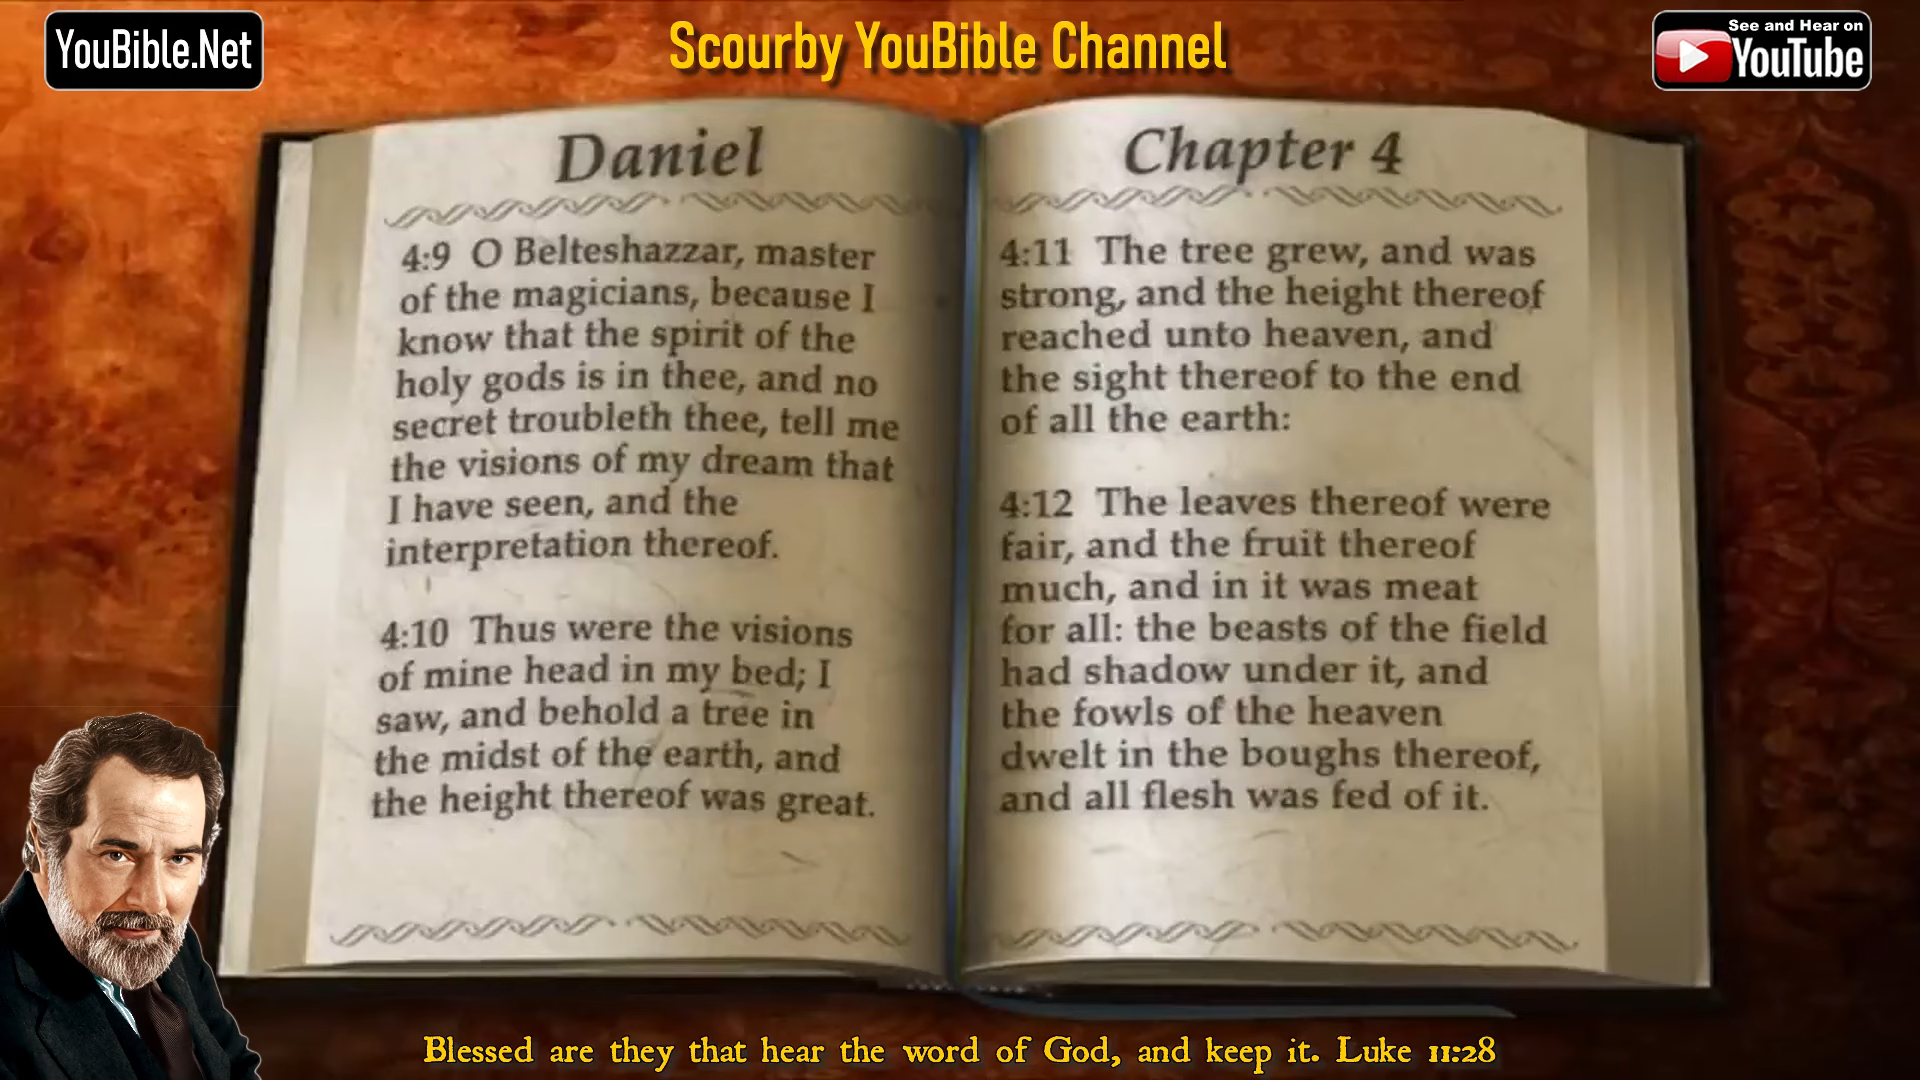 YouBible.Net
Scourby YouBible Channel
See and Hear on
YouTube
Daniel
4:9 O Belteshazzar, master
of the magicians, because I
know that the spirit of the
holy gods is in thee, and no
secret troubleth thee, tell me
the visions of my dream that
I have seen, and the
interpretation thereof.
4:10 Thus were the visions
of mine head in my bed; I
saw, and behold a tree in
the midst of the earth, and
the height thereof was great.
Chapter 4
4:11 The tree grew, and was
strong, and the height thereof
reached unto heaven, and
the sight thereof to the end
of all the earth:
4:12 The leaves thereof were
fair, and the fruit thereof
much, and in it was meat
for all: the beasts of the field
had shadow under it, and
the fowls of the heaven
dwelt in the boughs thereof,
and all flesh was fed of it.
Blessed are they that hear the word of God, and keep it. Luke 11:28